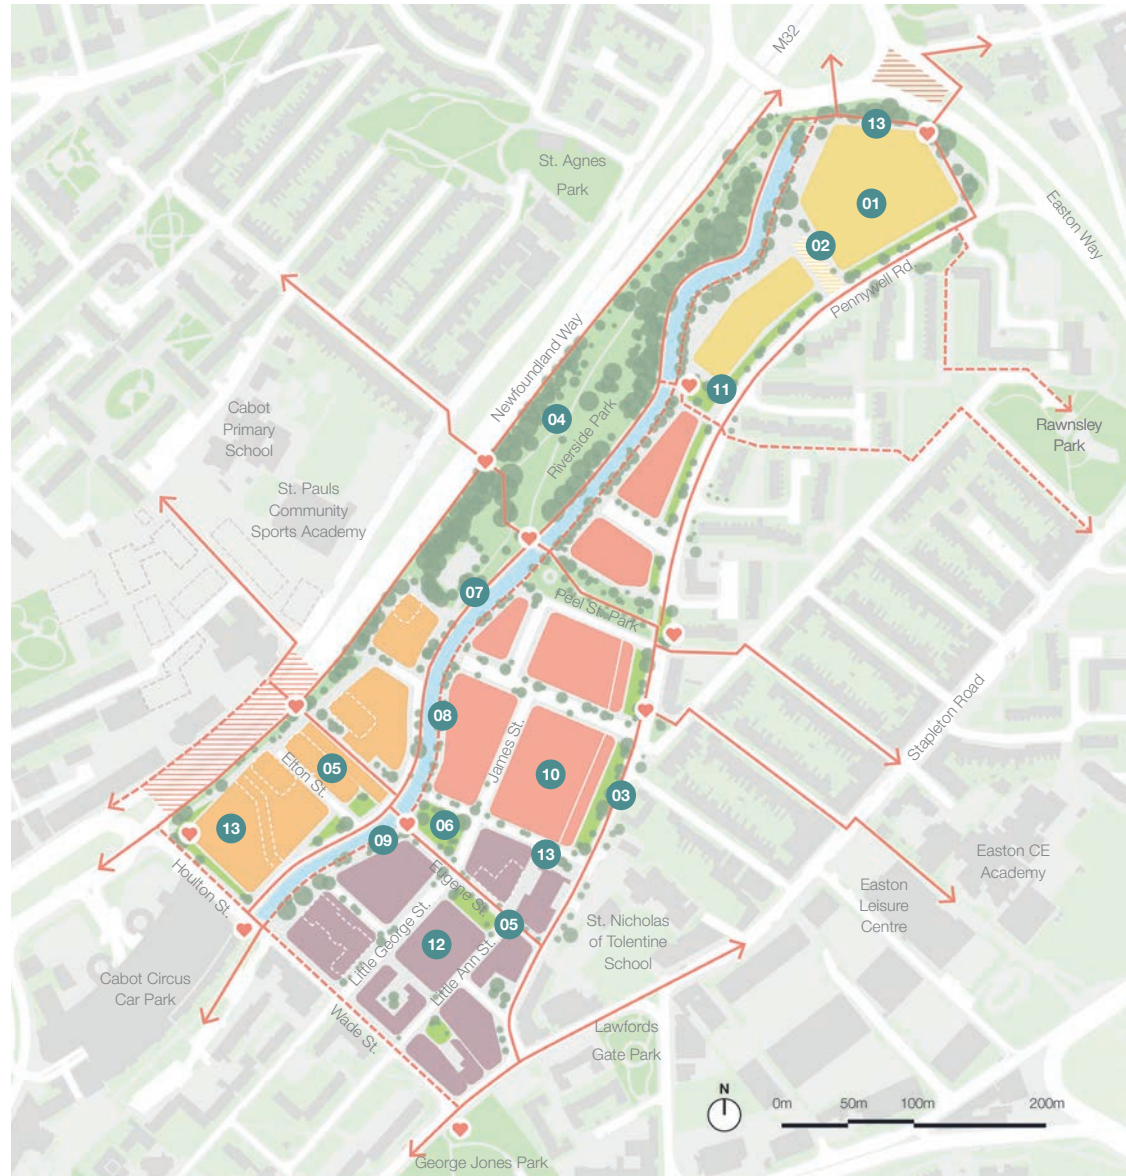 M32
13
St. Agnes
Park
01
Easton Way
02
Pennywell Rd
Newfoundland Way
11
04
Riverside Park
Cabot
Primary
School
Rawnsley
Park
St. Pauls
Community
Sports Academy
07
Peel St. Park
08
James St.
Stapleton Road
Elton St.
05
10
03
13
09
06
13
Houlton St.
Eugene St.
Easton CE
Academy
Easton
Leisure
Centre
Little George St.
05
St. Nicholas
of Tolentine
School
12
Little Ann St.
Cabot Circus
Car Park
Wade St.
Lawfords
Gate Park
N
0m
50m
100m
200m
George Jones Park